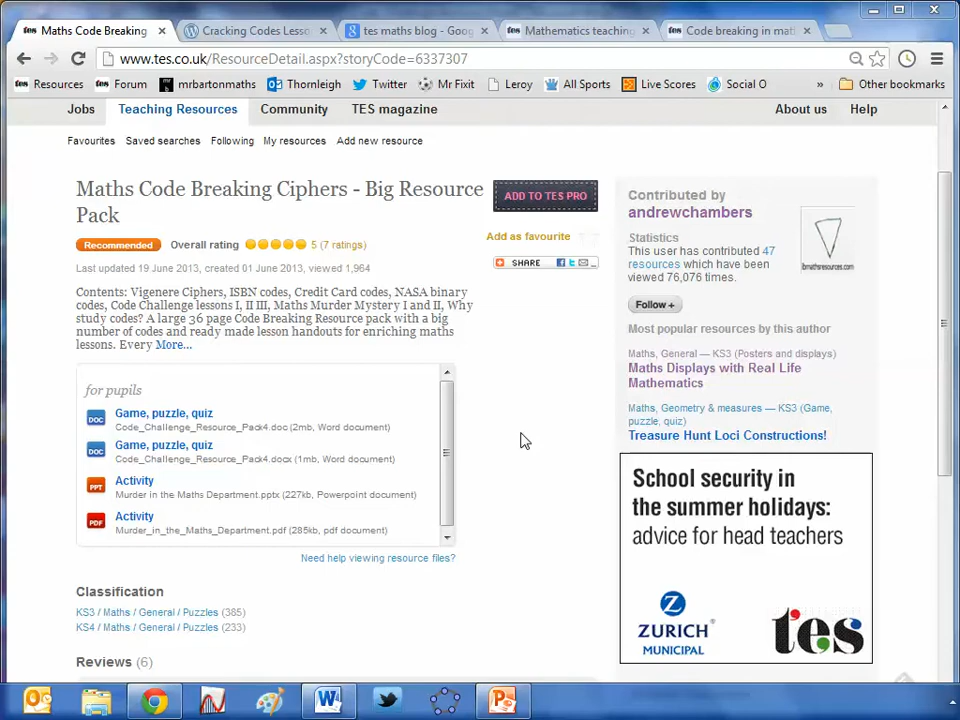 Maths Code Breaking
Cracking Codes Lesso
tes maths blog - Goog
Mathematics teaching
Code breaking in mat
www.tes.co.uk/ResourceDetail.aspx?storyCode=6337307
Resources
Forum
mrbartonmaths
Thornleigh
Twitter
Mr Fixit
Leroy
All Sports
Live Scores
Social O
»
Other bookmarks
Jobs
Teaching Resources
Community
TES magazine
About us
Help
Favourites
Saved searches
Following
My resources
Add new resource
Maths Code Breaking Ciphers - Big Resource
Pack
ADD TO TES PRO
Recommended
Overall rating
5 (7 ratings)
Add as favourite
SHARE
Last updated 19 June 2013, created 01 June 2013, viewed 1,964
Contents: Vigenere Ciphers, ISBN codes, Credit Card codes, NASA binary
codes, Code Challenge lessons I, II III, Maths Murder Mystery I and II, Why
study codes? A large 36 page Code Breaking Resource pack with a big
number of codes and ready made lesson handouts for enriching maths
lessons. Every More...
for pupils
DOC
Game, puzzle, quiz
Code_Challenge_Resource_Pack4.doc (2mb, Word document)
DOC
Game, puzzle, quiz
Code_Challenge_Resource_Pack4.docx (1mb, Word document)
PPT
Activity
Murder in the Maths Department.pptx (227kb, Powerpoint document)
PDF
Activity
Murder_in_the_Maths_Department.pdf (285kb, pdf document)
Need help viewing resource files?
Classification
KS3 / Maths / General / Puzzles (385)
KS4 / Maths / General / Puzzles (233)
Reviews (6)
Contributed by
andrewchambers
Statistics
This user has contributed 47
resources which have been
viewed 76,076 times.
ibmathsresources.com
Follow +
Most popular resources by this author
Maths, General — KS3 (Posters and displays)
Maths Displays with Real Life
Mathematics
Maths, Geometry & measures — KS3 (Game,
puzzle, quiz)
Treasure Hunt Loci Constructions!
School security in
the summer holidays:
advice for head teachers
ZURICH
MUNICIPAL
tes